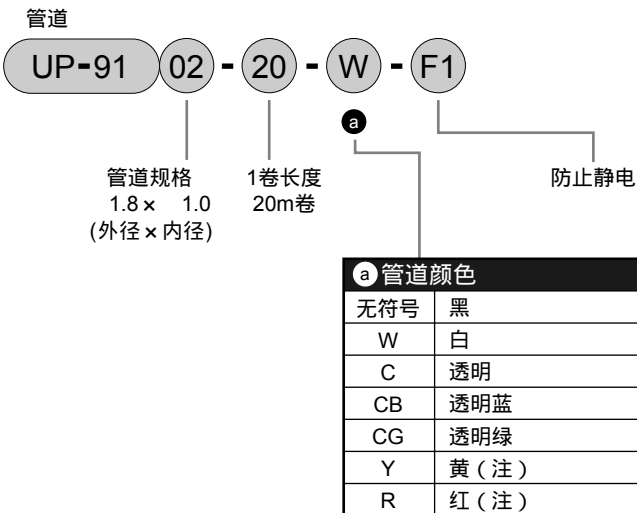 管道
UP-91 02 - 20 - W - F1
a
管道规格 1卷长度 防止静电
1.8 × 1.0 20m卷
(外径×内径)
a 管道颜色
无符号 黑
W 白
C 透明
CB 透明蓝
CG 透明绿
Y 黄（注）
R 红（注）